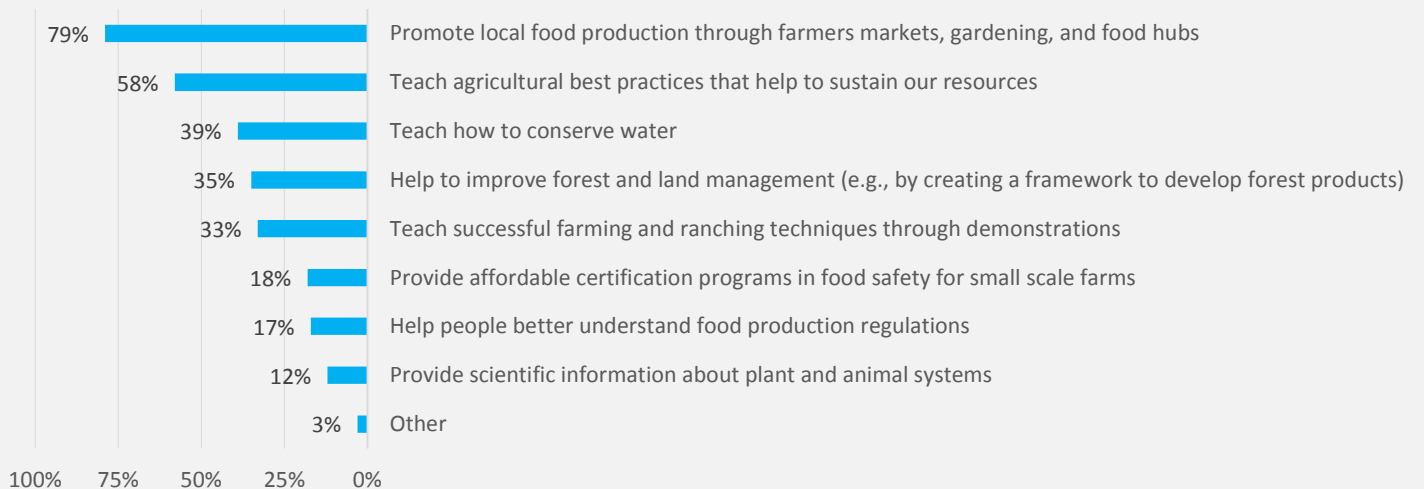 79% Promote local food production through farmers markets, gardening, and food hubs
58% Teach agricultural best practices that help to sustain our resources
39% Teach how to conserve water
35% Help to improve forest and land management (e.g., by creating a framework to develop forest products)
33% Teach successful farming and ranching techniques through demonstrations
18% Provide affordable certification programs in food safety for small scale farms
17% Help people better understand food production regulations
12% Provide scientific information about plant and animal systems
3% Other
100% 75% 50% 25% 0%